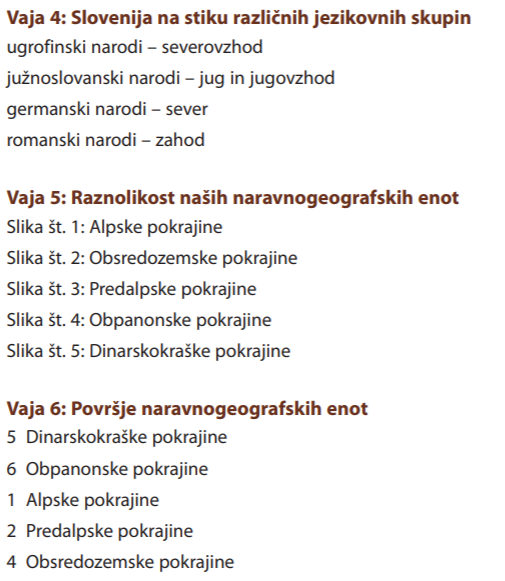 Vaja 4: Slovenija na stiku različnih jezikovnih skupin
ugrofinski narodi – severovzhod
južnoslovanski narodi – jug in jugovzhod
germanski narodi – sever
romanski narodi – zahod
Vaja 5: Raznolikost naših naravnogeografskih enot
Slika št. 1: Alpske pokrajine
Slika št. 2: Obsredozemske pokrajine
Slika št. 3: Predalpske pokrajine
Slika št. 4: Obpanonske pokrajine
Slika št. 5: Dinarskokraške pokrajine
Vaja 6: Površje naravnogeografskih enot
5 Dinarskokraške pokrajine
6 Obpanonske pokrajine
1 Alpske pokrajine
2 Predalpske pokrajine
4 Obsredozemske pokrajine